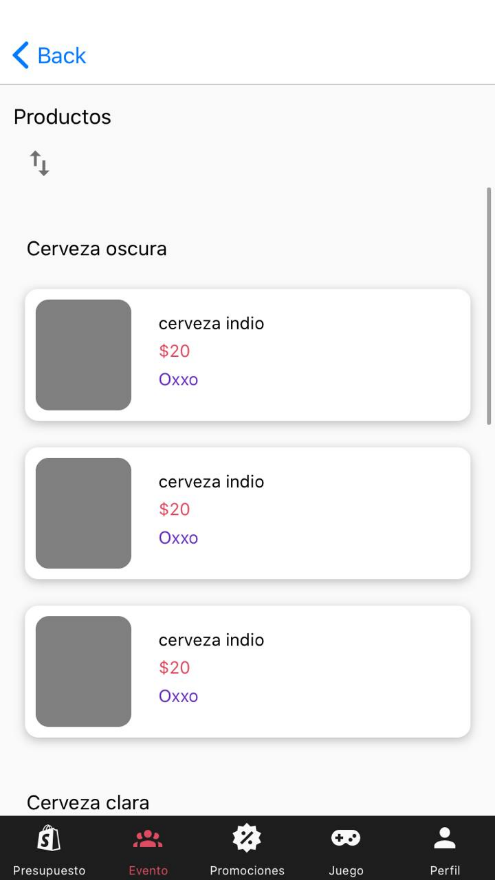 Back
Productos
Cerveza oscura
cerveza indio
$20
Oxxo
cerveza indio
$20
Oxxo
cerveza indio
$20
Oxxo
Cerveza clara
Presupuesto
Evento
Promociones
Juego
Perfil